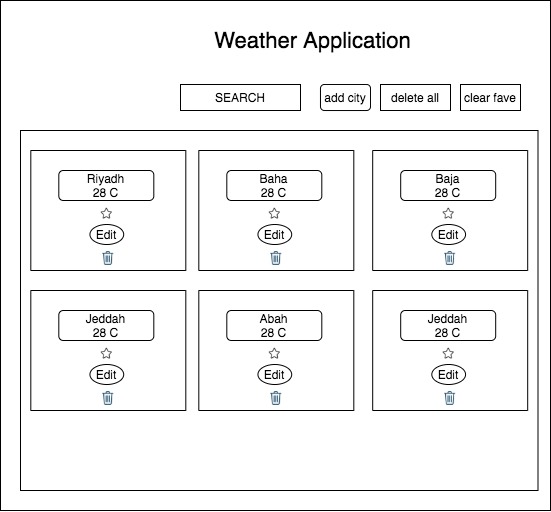 Weather Application
SEARCH add city delete all clear fave
Riyadh Baha Baja
28 C 28 C 28 C
Edit Edit Edit
Jeddah Abah Jeddah
28 C 28 C 28 C
Edit Edit Edit